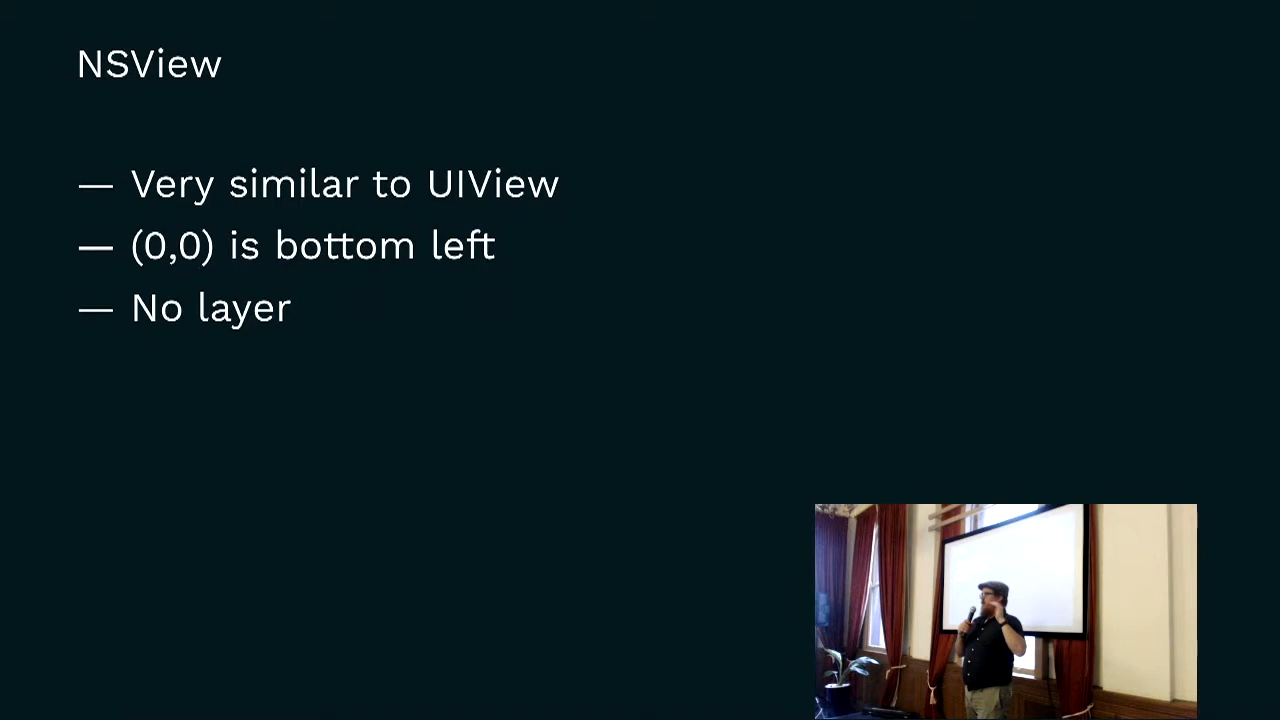 NSView
— Very similar to UIView
— (0,0) is bottom left
— No layer